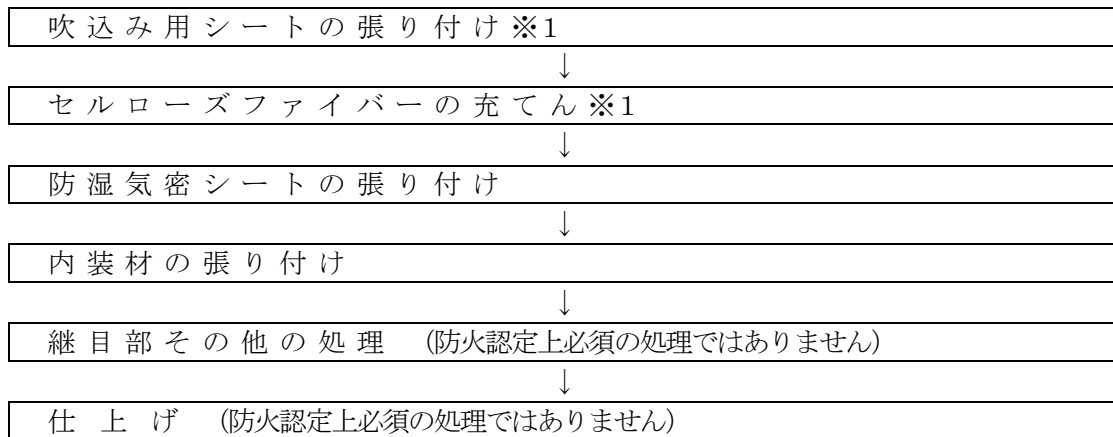 吹込み用シートの張り付け※1
↓
セルローズファイバーの充てん※1
↓
防湿気密シートの張り付け
↓
内装材の張り付け
↓
継目部その他の処理　(防火認定上必須の処理ではありません)
↓
仕　上　げ　(防火認定上必須の処理ではありません)